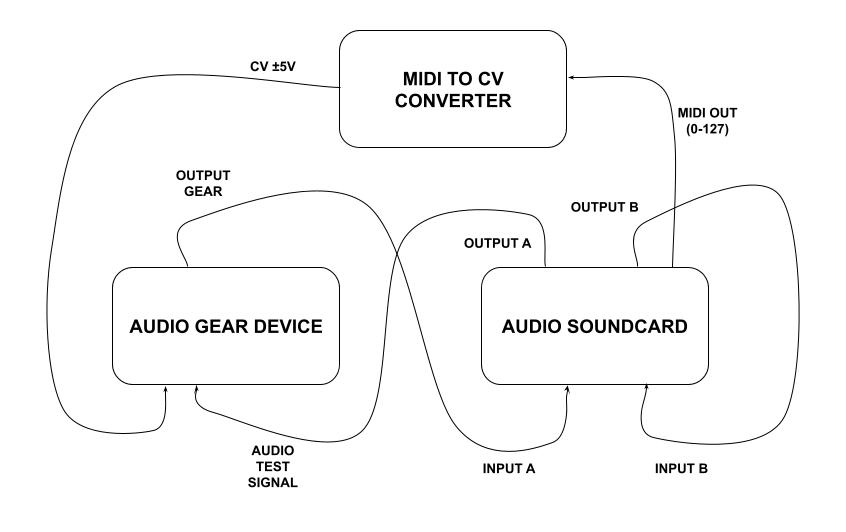 CV ±5V
MIDI TO CV
CONVERTER
MIDI OUT
(0-127)
OUTPUT
GEAR
OUTPUT B
OUTPUT A
AUDIO GEAR DEVICE
AUDIO SOUNDCARD
AUDIO
TEST
SIGNAL
INPUT A
INPUT B